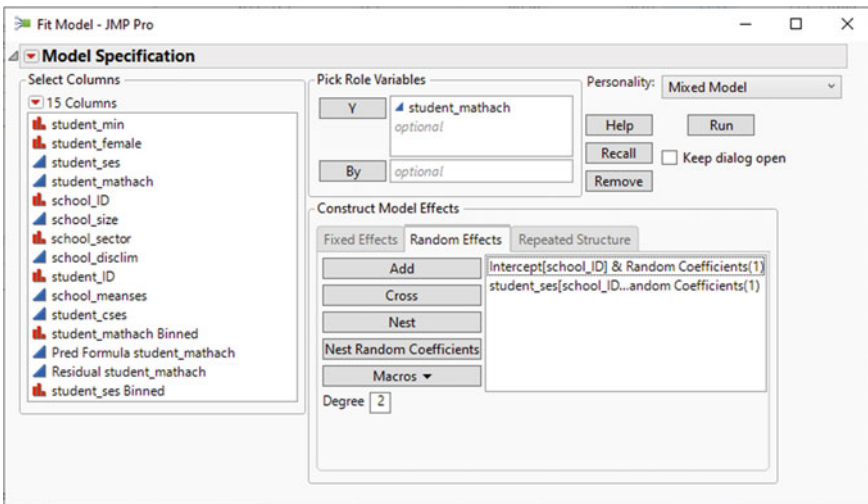 Fit Model - JMP Pro
Model Specification
Select Columns
15 Columns
student_min
student_female
student_ses
student_mathach
school_ID
school_size
school_sector
school_disclim
student_ID
school_meanses
student_cses
student_mathach Binned
Pred Formula student_mathach
Residual student_mathach
student_ses Binned
Pick Role Variables
Y
student_mathach
optional
By
optional
Personality:
Mixed Model
Help
Run
Recall
Keep dialog open
Remove
Construct Model Effects
Fixed Effects
Random Effects
Repeated Structure
Add
Cross
Nest
Nest Random Coefficients
Macros
Degree 2
Intercept[school_ID] & Random Coefficients(1)
student_ses[school_ID...andom Coefficients(1)